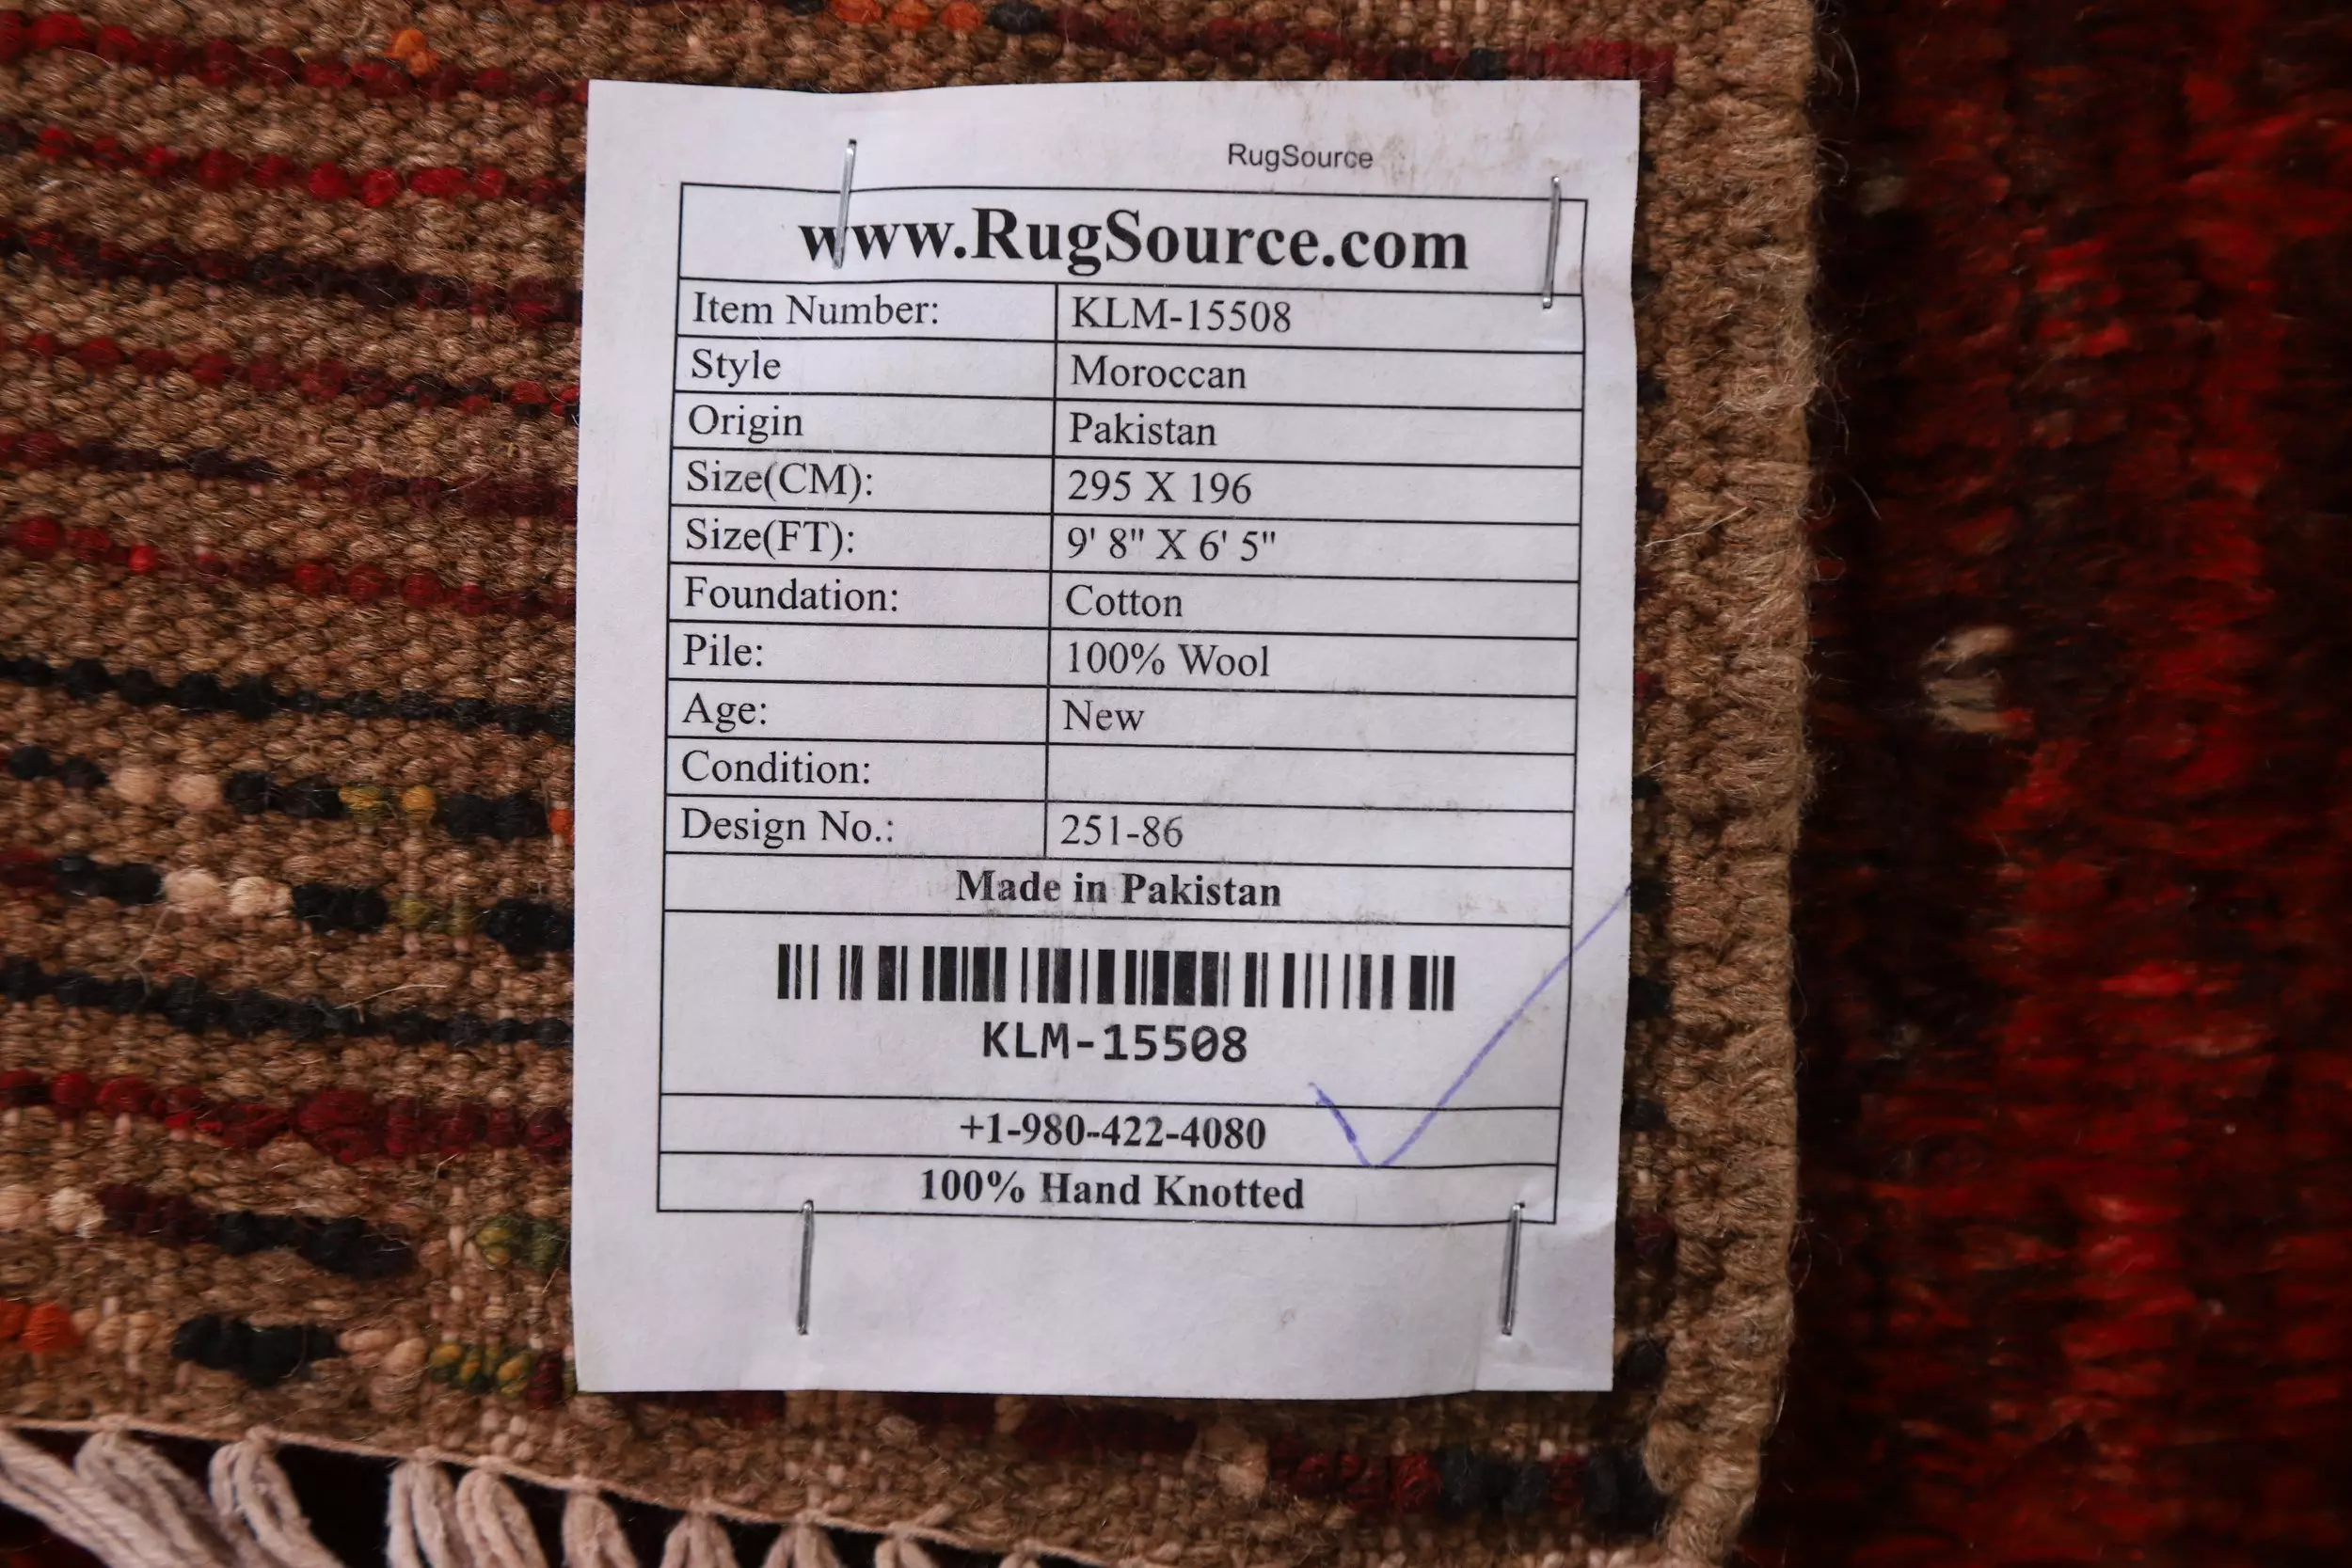 RugSource
www.RugSource.com
Item Number: KLM-15508
Style Moroccan
Origin Pakistan
Size(CM): 295 X 196
Size(FT): 9' 8" X 6' 5"
Foundation: Cotton
Pile: 100% Wool
Age: New
Condition:
Design No.: 251-86
Made in Pakistan
KLM-15508
+1-980-422-4080
100% Hand Knotted